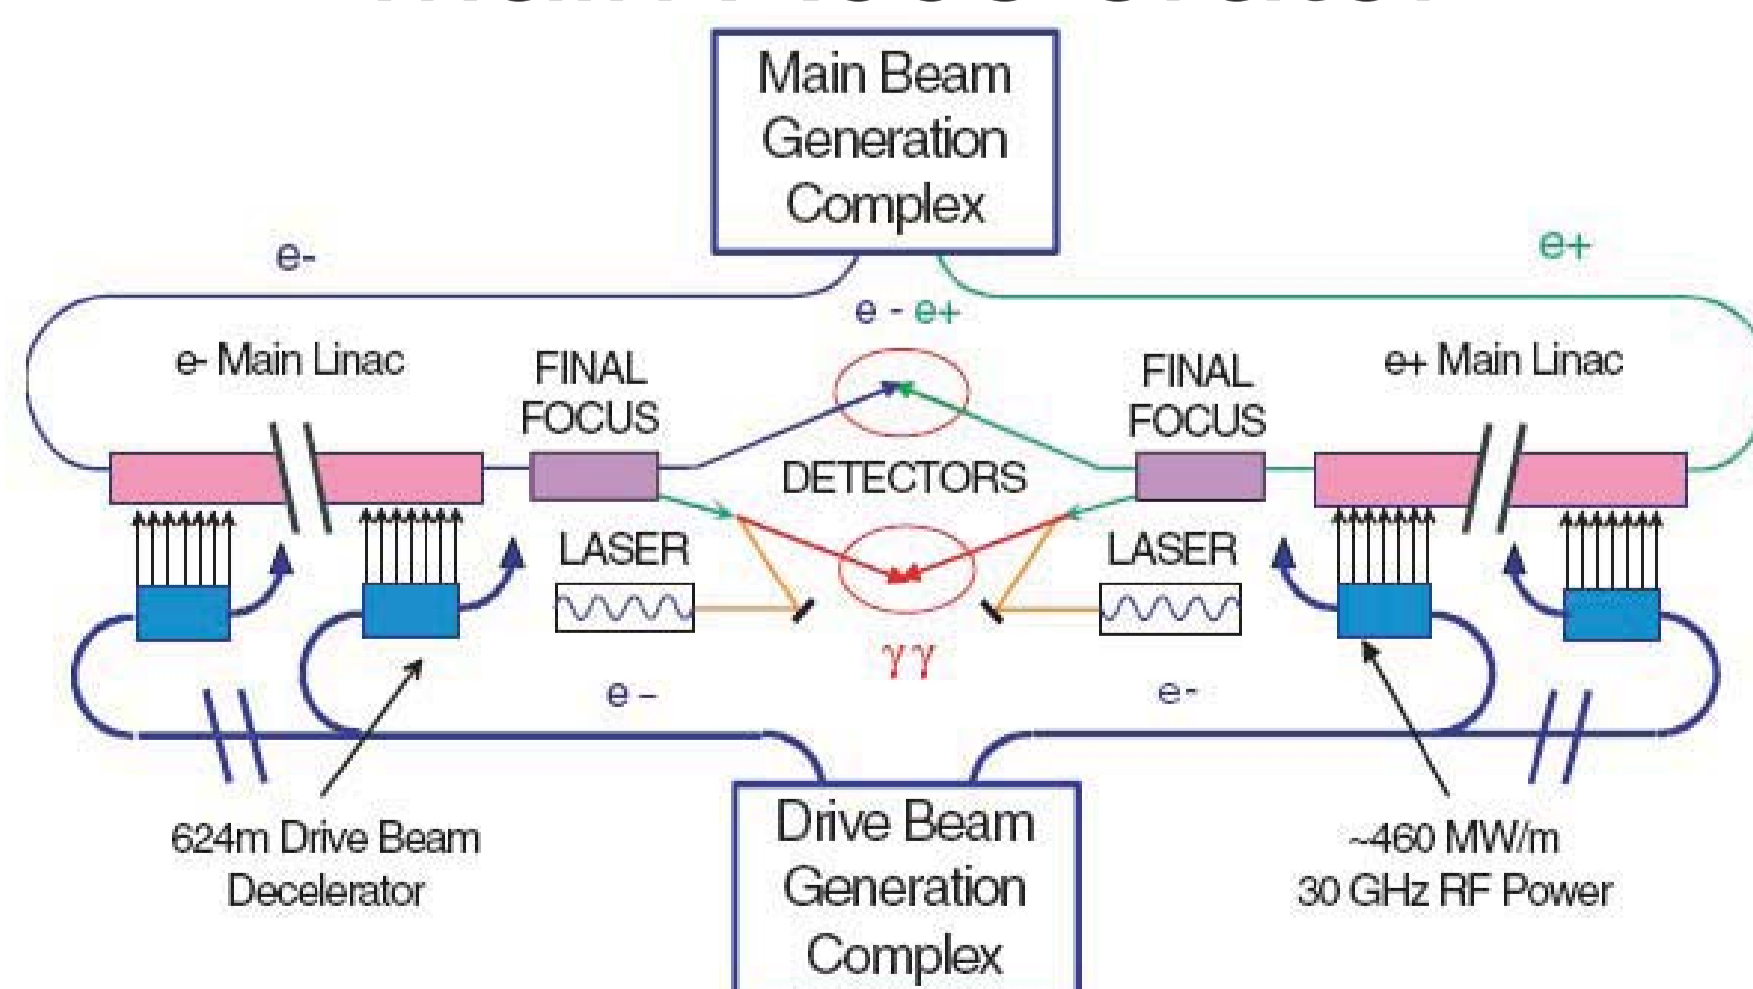 Main Beam
Generation
Complex
e-
e+
e - e+
e- Main Linac
FINAL
FOCUS
FINAL
FOCUS
e+ Main Linac
DETECTORS
LASER
LASER
γγ
e –
e-
624m Drive Beam
Decelerator
Drive Beam
Generation
Complex
~460 MW/m
30 GHz RF Power